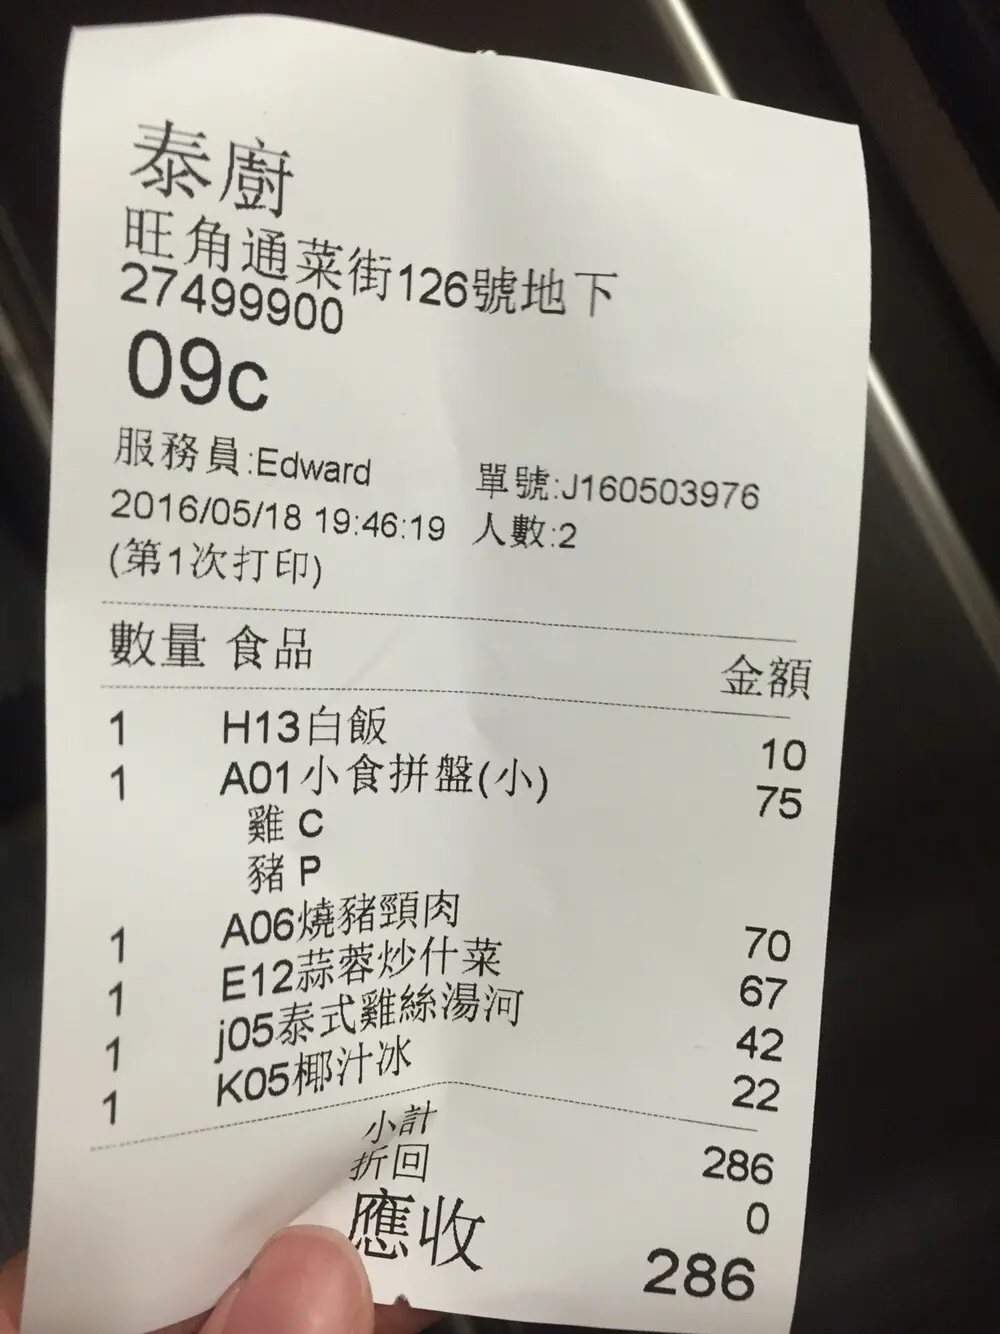 泰廚
旺角通菜街126號地下
27499900
09c
服務員:Edward 單號:J160503976
2016/05/18 19:46:19 人數:2
(第1次打印)
數量 食品 金額
1 H13白飯 10
1 A01小食拼盤(小) 75
雞 C
豬 P
1 A06燒豬頸肉 70
1 E12蒜蓉炒什菜 67
1 j05泰式雞絲湯河 42
1 K05椰汁冰 22
小計 286
折回 0
應收 286